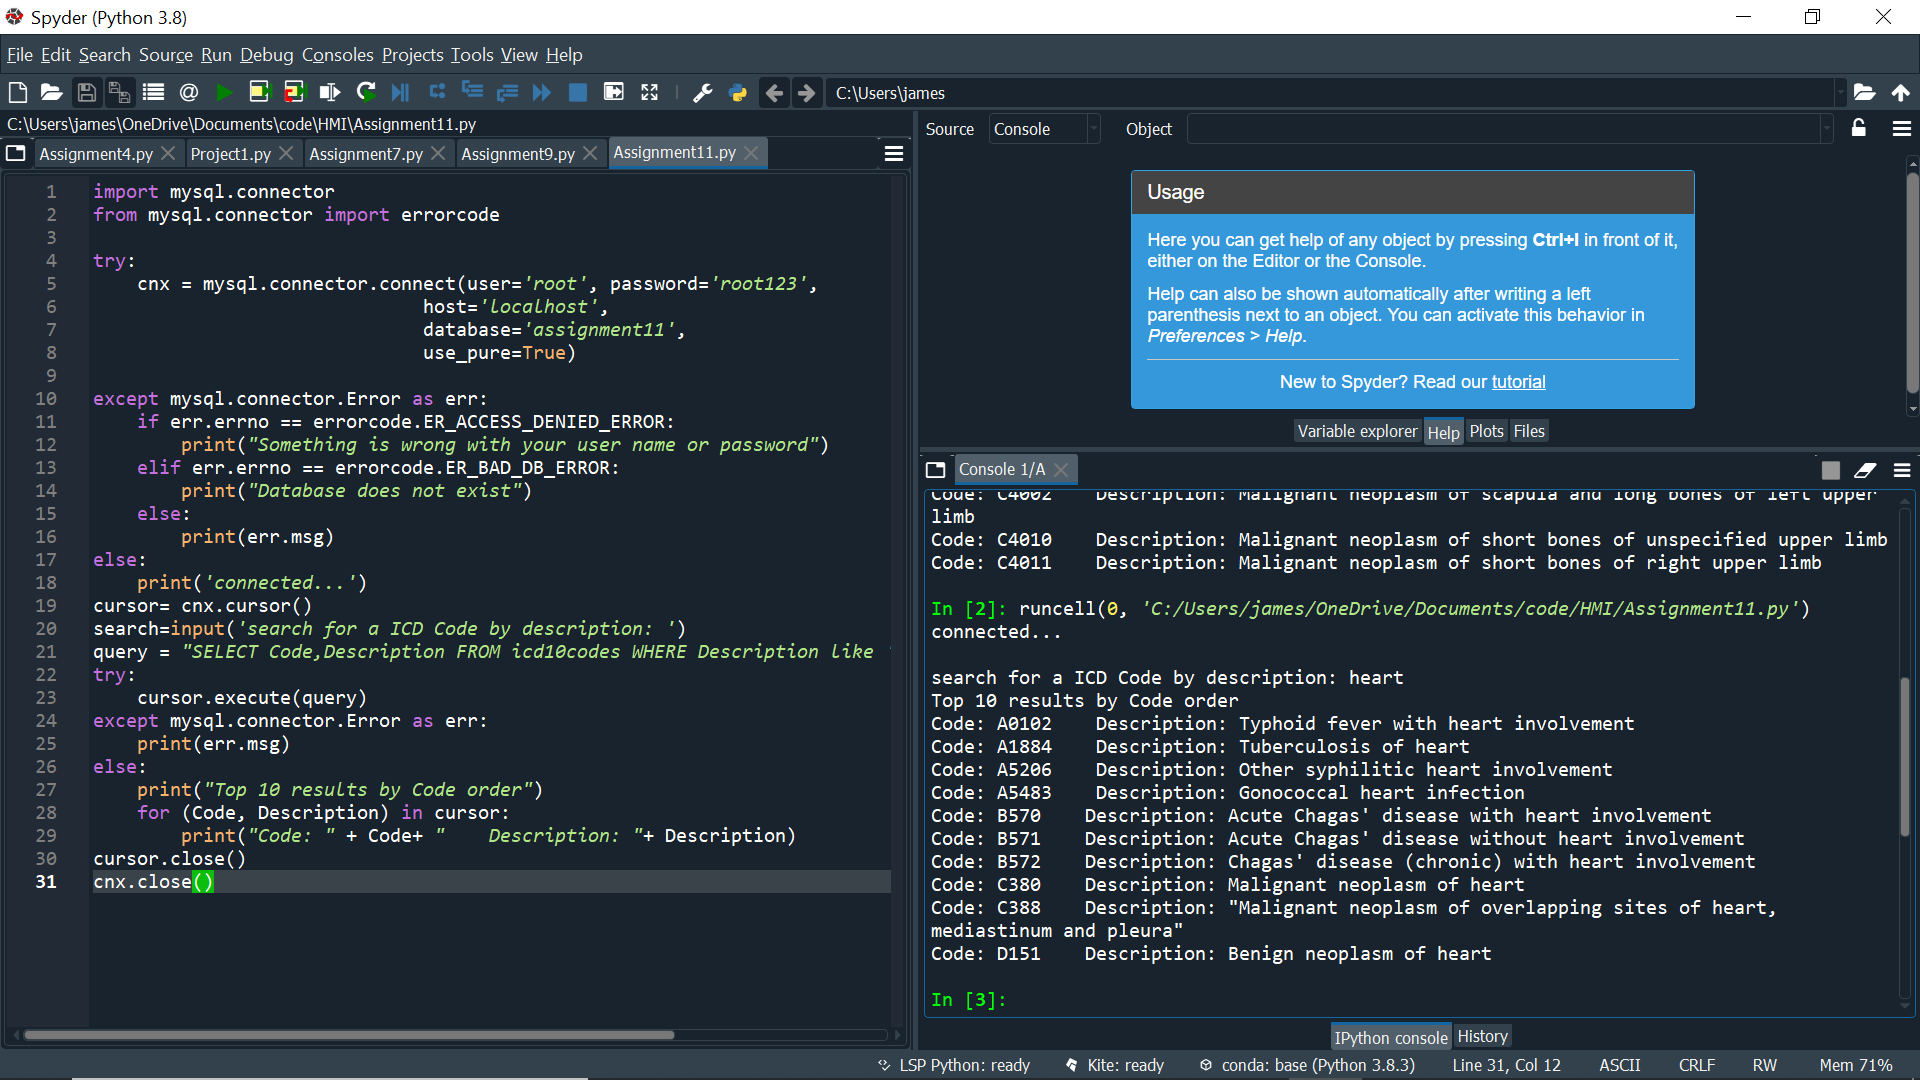 Spyder (Python 3.8)
File Edit Search Source Run Debug Consoles Projects Tools View Help
C:\Users\james
C:\Users\james\OneDrive\Documents\code\HMI\Assignment11.py
Assignment4.py Project1.py Assignment7.py Assignment9.py Assignment11.py
1 import mysql.connector
2 from mysql.connector import errorcode
3
4 try:
5     cnx = mysql.connector.connect(user='root', password='root123',
6                               host='localhost',
7                               database='assignment11',
8                               use_pure=True)
9
10 except mysql.connector.Error as err:
11     if err.errno == errorcode.ER_ACCESS_DENIED_ERROR:
12         print("Something is wrong with your user name or password")
13     elif err.errno == errorcode.ER_BAD_DB_ERROR:
14         print("Database does not exist")
15     else:
16         print(err.msg)
17 else:
18     print('connected...')
19 cursor= cnx.cursor()
20 search=input('search for a ICD Code by description: ')
21 query = "SELECT Code,Description FROM icd10codes WHERE Description like
22 try:
23     cursor.execute(query)
24 except mysql.connector.Error as err:
25     print(err.msg)
26 else:
27     print("Top 10 results by Code order")
28     for (Code, Description) in cursor:
29         print("Code: " + Code+ "    Description: "+ Description)
30 cursor.close()
31 cnx.close()
Source Console Object
Usage
Here you can get help of any object by pressing Ctrl+I in front of it,
either on the Editor or the Console.
Help can also be shown automatically after writing a left
parenthesis next to an object. You can activate this behavior in
Preferences > Help.
New to Spyder? Read our tutorial
Variable explorer Help Plots Files
Console 1/A
Code: C4002    Description: Malignant neoplasm of scapula and long bones of left upper
limb
Code: C4010    Description: Malignant neoplasm of short bones of unspecified upper limb
Code: C4011    Description: Malignant neoplasm of short bones of right upper limb
In [2]: runcell(0, 'C:/Users/james/OneDrive/Documents/code/HMI/Assignment11.py')
connected...
search for a ICD Code by description: heart
Top 10 results by Code order
Code: A0102    Description: Typhoid fever with heart involvement
Code: A1884    Description: Tuberculosis of heart
Code: A5206    Description: Other syphilitic heart involvement
Code: A5483    Description: Gonococcal heart infection
Code: B570    Description: Acute Chagas' disease with heart involvement
Code: B571    Description: Acute Chagas' disease without heart involvement
Code: B572    Description: Chagas' disease (chronic) with heart involvement
Code: C380    Description: Malignant neoplasm of heart
Code: C388    Description: "Malignant neoplasm of overlapping sites of heart,
mediastinum and pleura"
Code: D151    Description: Benign neoplasm of heart
In [3]:
IPython console History
LSP Python: ready Kite: ready conda: base (Python 3.8.3) Line 31, Col 12 ASCII CRLF RW Mem 71%